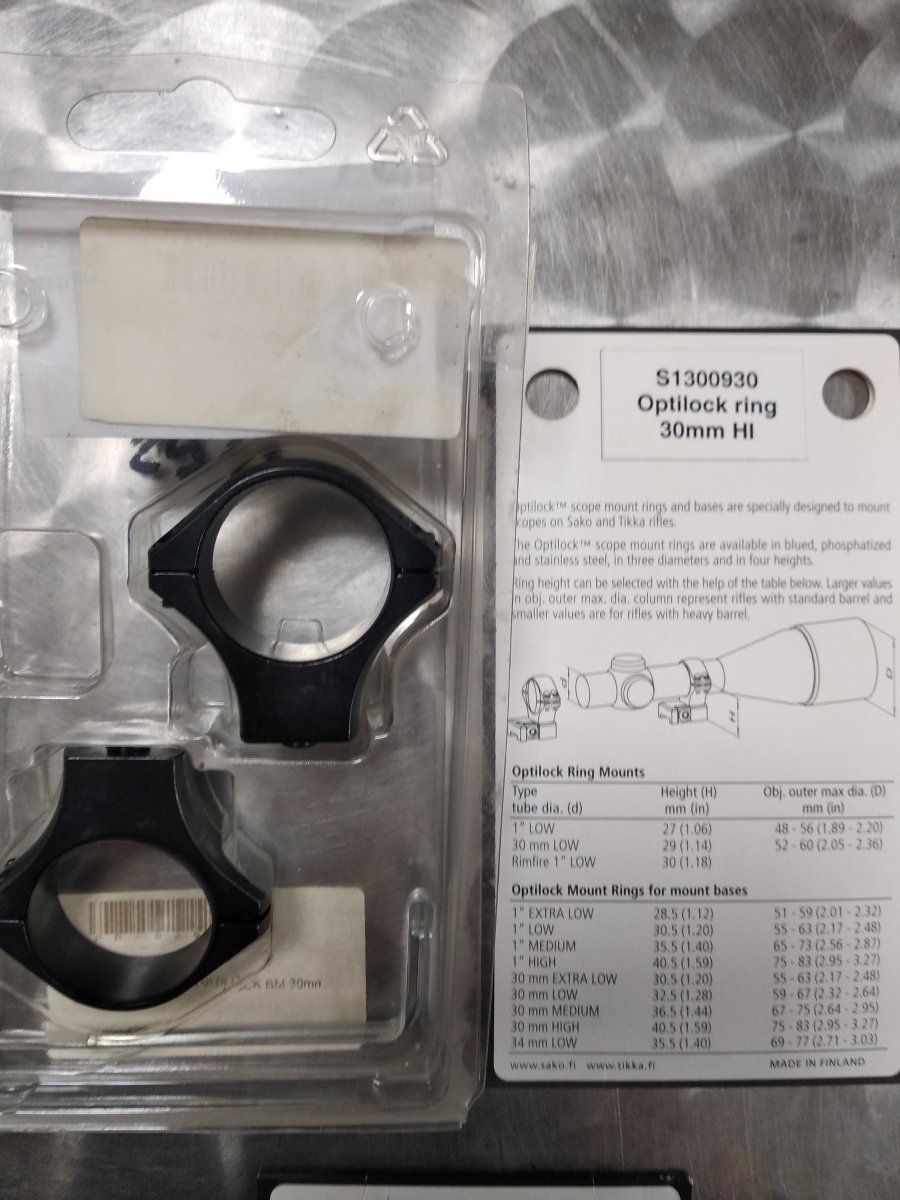 S1300930
Optilock ring
30mm HI
ptilock™ scope mount rings and bases are specially designed to mount
copes on Sako and Tikka rifles.
he Optilock™ scope mount rings are available in blued, phosphatized
nd stainless steel, in three diameters and in four heights.
Ring height can be selected with the help of the table below. Larger values
n obj. outer max. dia. column represent rifles with standard barrel and
smaller values are for rifles with heavy barrel.
d
H
D
Optilock Ring Mounts
Type Height (H) Obj. outer max dia. (D)
tube dia. (d) mm (in) mm (in)
1" LOW 27 (1.06) 48 - 56 (1.89 - 2.20)
30 mm LOW 29 (1.14) 52 - 60 (2.05 - 2.36)
Rimfire 1" LOW 30 (1.18)
Optilock Mount Rings for mount bases
1" EXTRA LOW 28.5 (1.12) 51 - 59 (2.01 - 2.32)
1" LOW 30.5 (1.20) 55 - 63 (2.17 - 2.48)
1" MEDIUM 35.5 (1.40) 65 - 73 (2.56 - 2.87)
1" HIGH 40.5 (1.59) 75 - 83 (2.95 - 3.27)
30 mm EXTRA LOW 30.5 (1.20) 55 - 63 (2.17 - 2.48)
30 mm LOW 32.5 (1.28) 59 - 67 (2.32 - 2.64)
30 mm MEDIUM 36.5 (1.44) 67 - 75 (2.64 - 2.95)
30 mm HIGH 40.5 (1.59) 75 - 83 (2.95 - 3.27)
34 mm LOW 35.5 (1.40) 69 - 77 (2.71 - 3.03)
www.sako.fi www.tikka.fi MADE IN FINLAND
BM 30mm